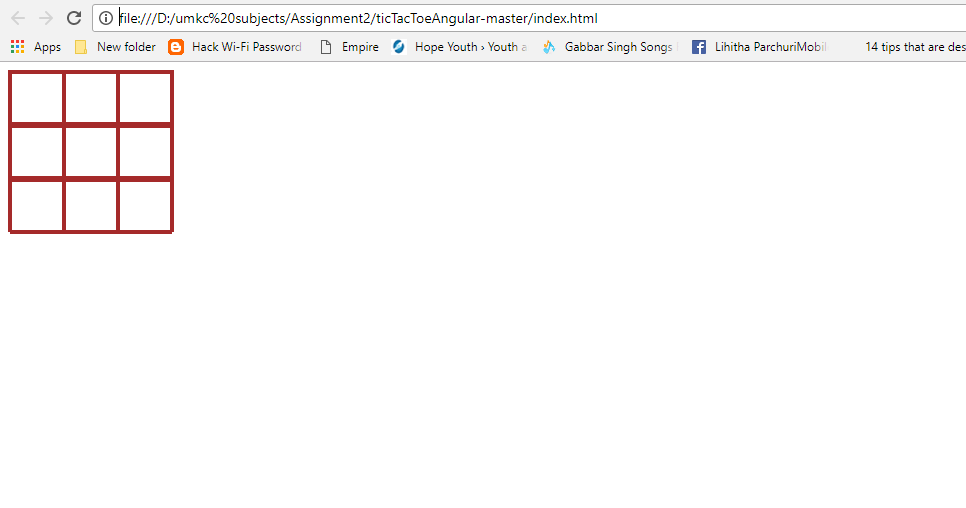 file:///D:/umkc%20subjects/Assignment2/ticTacToeAngular-master/index.html
Apps New folder Hack Wi-Fi Password Empire Hope Youth › Youth a Gabbar Singh Songs Lihitha ParchuriMobil 14 tips that are des